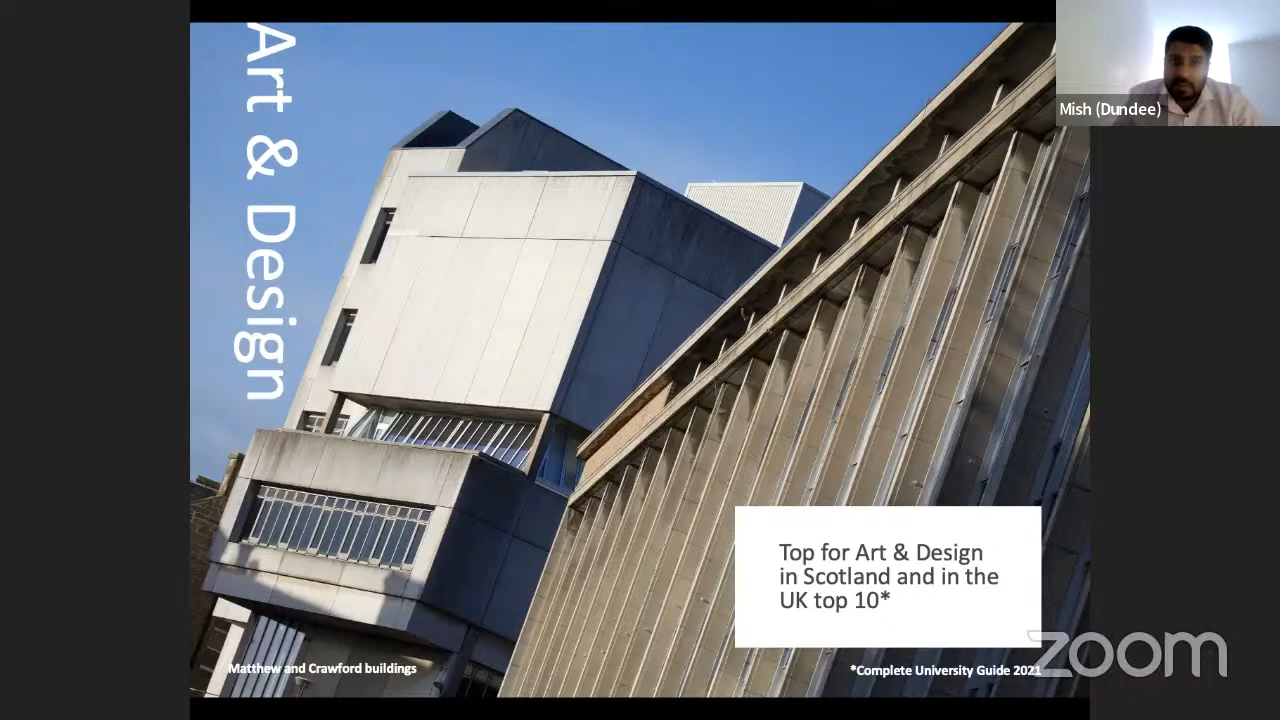 Art & Design
Mish (Dundee)
Top for Art & Design
in Scotland and in the
UK top 10*
Matthew and Crawford buildings
*Complete University Guide 2021
zoom